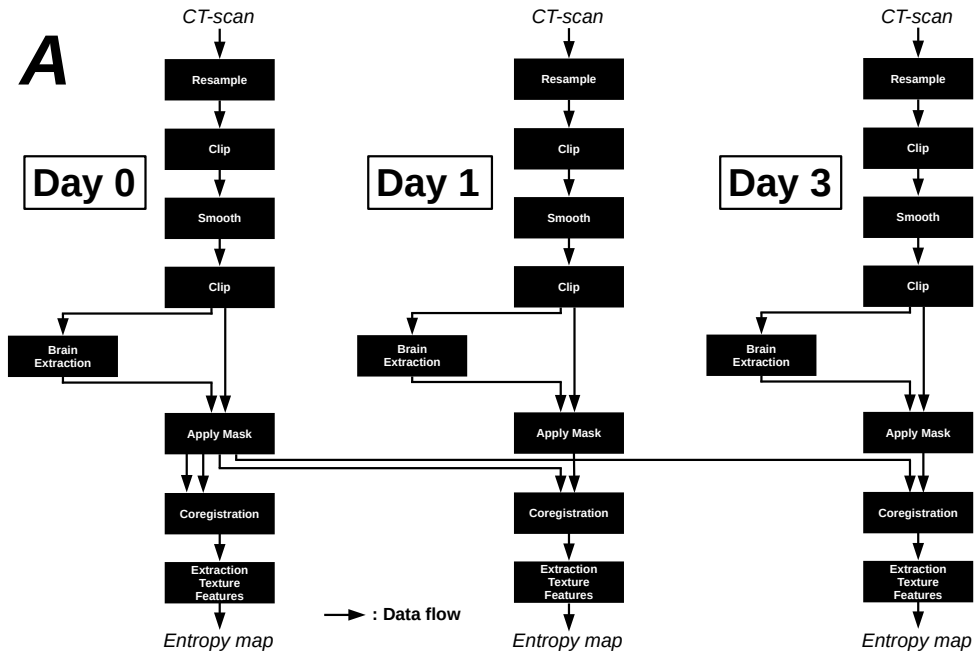 A
CT-scan
Resample
Clip
Day 0
Smooth
Clip
Brain
Extraction
Apply Mask
Coregistration
Extraction
Texture
Features
Entropy map
CT-scan
Resample
Clip
Day 1
Smooth
Clip
Brain
Extraction
Apply Mask
Coregistration
Extraction
Texture
Features
Entropy map
CT-scan
Resample
Clip
Day 3
Smooth
Clip
Brain
Extraction
Apply Mask
Coregistration
Extraction
Texture
Features
Entropy map
: Data flow